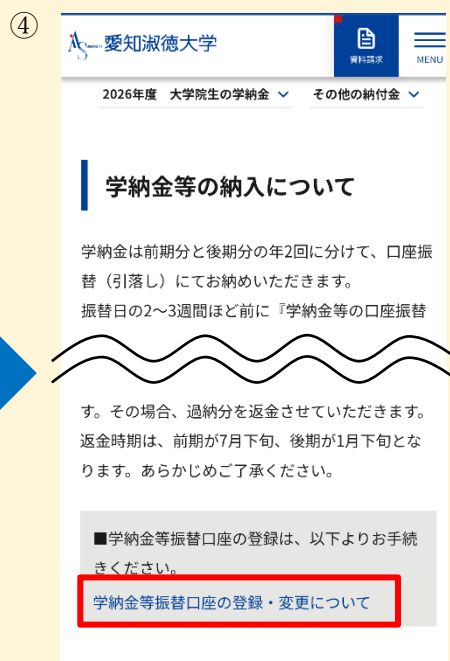 ④
愛知淑徳大学
資料請求
MENU
2026年度 大学院生の学納金 その他の納付金
学納金等の納入について
学納金は前期分と後期分の年2回に分けて、口座振
替（引落し）にてお納めいただきます。
振替日の2〜3週間ほど前に『学納金等の口座振替
す。その場合、過納分を返金させていただきます。
返金時期は、前期が7月下旬、後期が1月下旬とな
ります。あらかじめご了承ください。
■学納金等振替口座の登録は、以下よりお手続
きください。
学納金等振替口座の登録・変更について